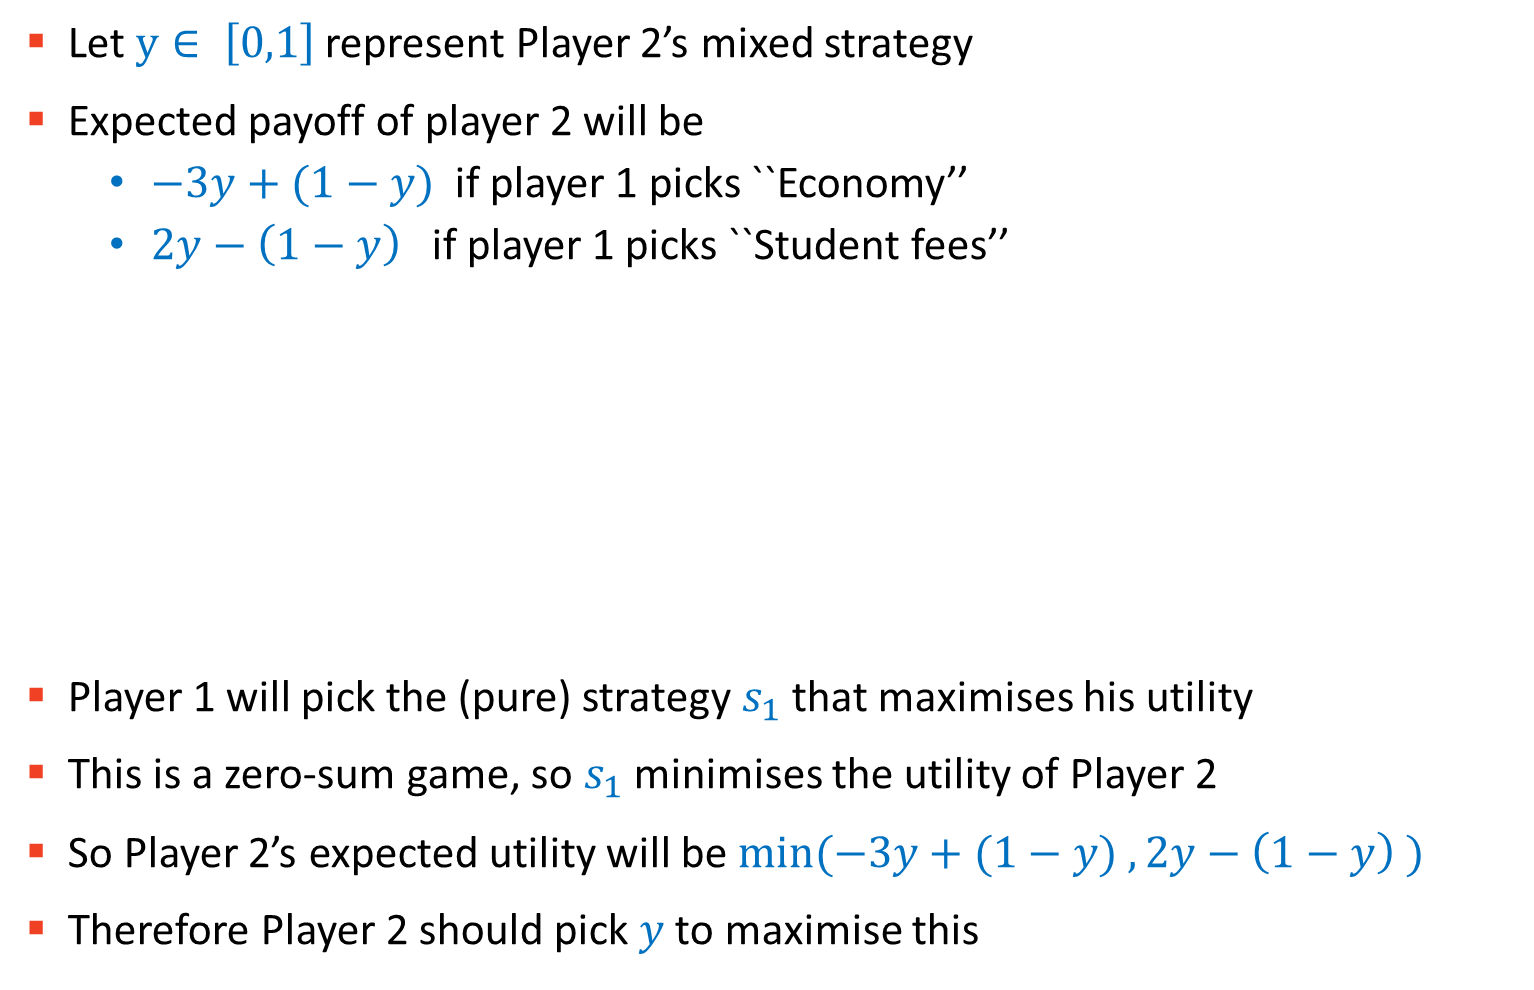 ▪ Let y ∈ [0,1] represent Player 2’s mixed strategy
▪ Expected payoff of player 2 will be
• −3y + (1 − y) if player 1 picks ``Economy’’
• 2y − (1 − y) if player 1 picks ``Student fees’’
▪ Player 1 will pick the (pure) strategy s₁ that maximises his utility
▪ This is a zero-sum game, so s₁ minimises the utility of Player 2
▪ So Player 2’s expected utility will be min(−3y + (1 − y) , 2y − (1 − y) )
▪ Therefore Player 2 should pick y to maximise this